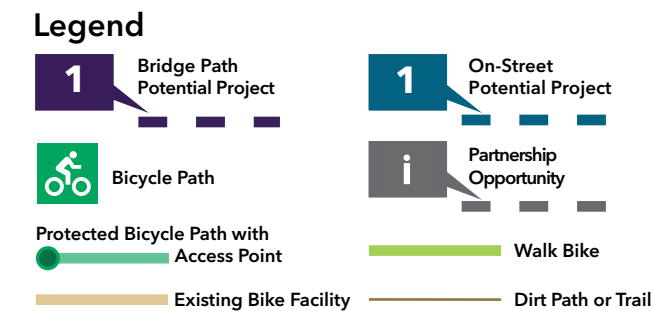 Legend
1
Bridge Path
Potential Project
1
On-Street
Potential Project
Bicycle Path
i
Partnership
Opportunity
Protected Bicycle Path with
Access Point
Walk Bike
Existing Bike Facility
Dirt Path or Trail